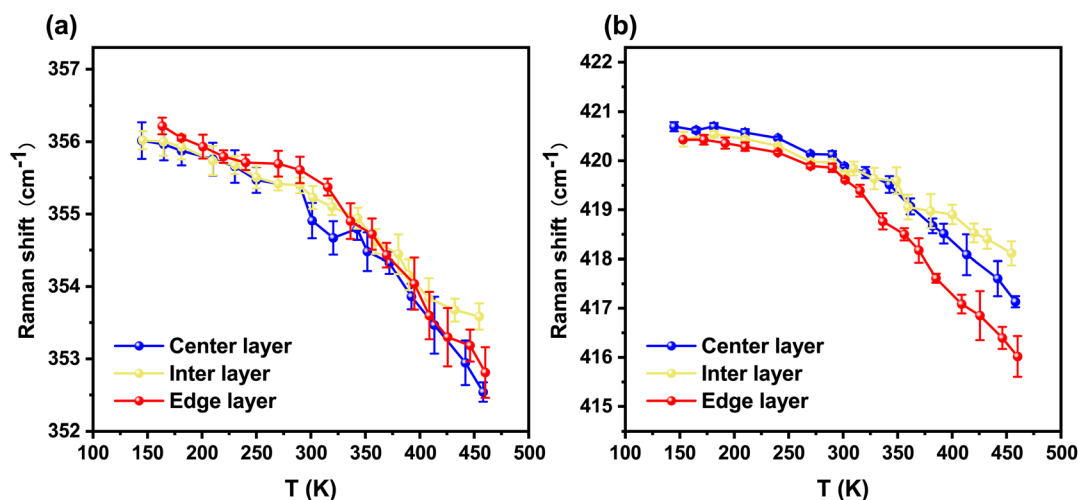 (a)
357
356
355
354
353
352
Raman shift (cm⁻¹)
Center layer
Inter layer
Edge layer
100 150 200 250 300 350 400 450 500
T (K)
(b)
422
421
420
419
418
417
416
415
Raman shift (cm⁻¹)
Center layer
Inter layer
Edge layer
100 150 200 250 300 350 400 450 500
T (K)